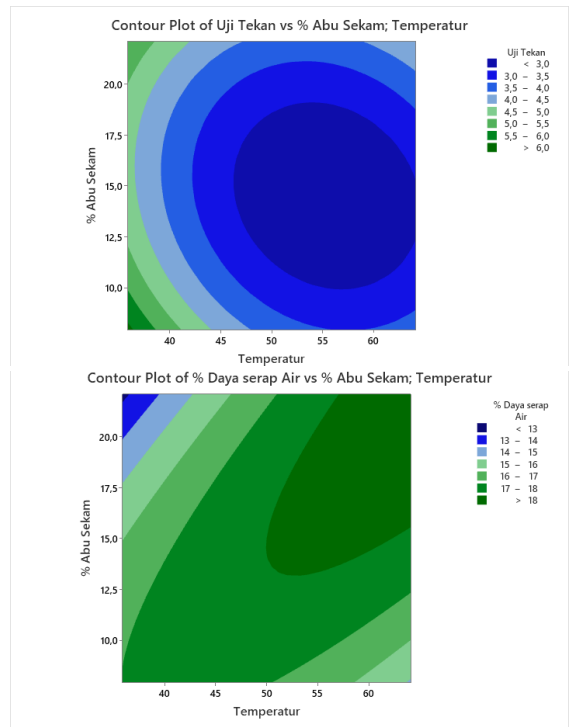 Contour Plot of Uji Tekan vs % Abu Sekam; Temperatur
Uji Tekan
< 3,0
3,0 – 3,5
3,5 – 4,0
4,0 – 4,5
4,5 – 5,0
5,0 – 5,5
5,5 – 6,0
> 6,0
20,0
17,5
15,0
12,5
10,0
% Abu Sekam
40 45 50 55 60
Temperatur
Contour Plot of % Daya serap Air vs % Abu Sekam; Temperatur
% Daya serap
Air
< 13
13 – 14
14 – 15
15 – 16
16 – 17
17 – 18
> 18
20,0
17,5
15,0
12,5
10,0
% Abu Sekam
40 45 50 55 60
Temperatur